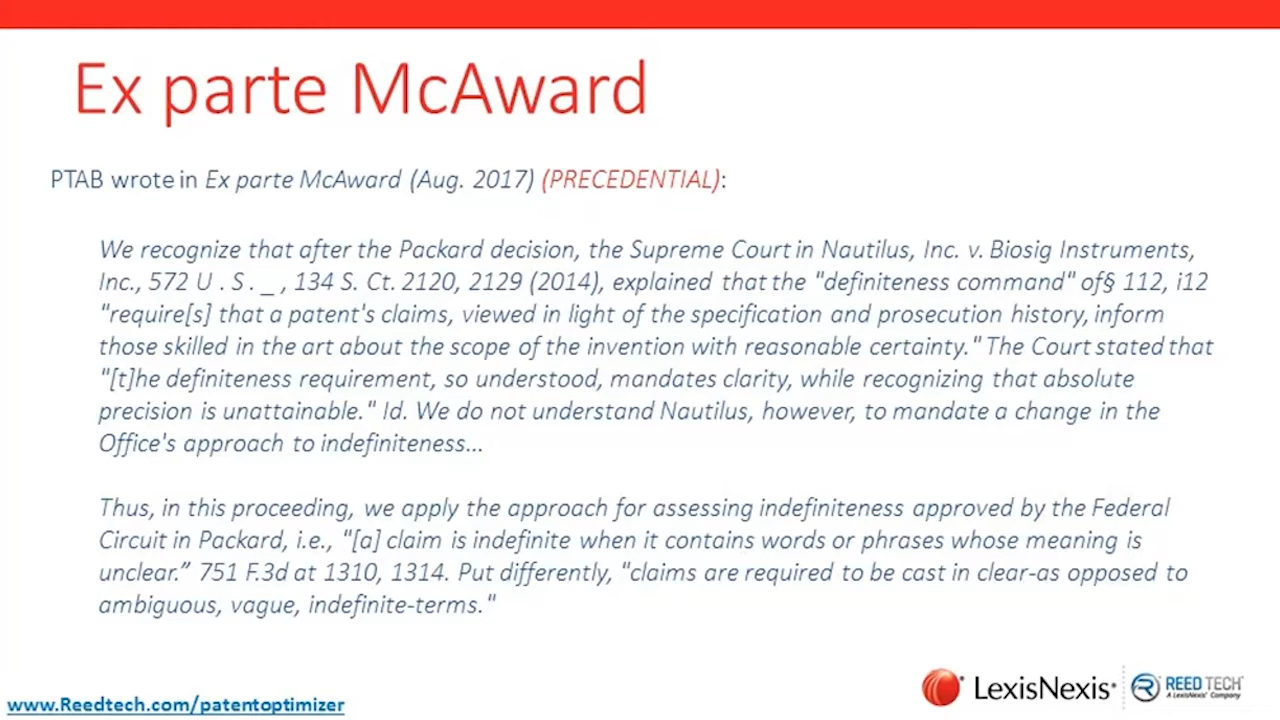 Ex parte McAward
PTAB wrote in Ex parte McAward (Aug. 2017) (PRECEDENTIAL):
We recognize that after the Packard decision, the Supreme Court in Nautilus, Inc. v. Biosig Instruments,
Inc., 572 U . S . _ , 134 S. Ct. 2120, 2129 (2014), explained that the "definiteness command" of§ 112, i12
"require[s] that a patent's claims, viewed in light of the specification and prosecution history, inform
those skilled in the art about the scope of the invention with reasonable certainty." The Court stated that
"[t]he definiteness requirement, so understood, mandates clarity, while recognizing that absolute
precision is unattainable." Id. We do not understand Nautilus, however, to mandate a change in the
Office's approach to indefiniteness…
Thus, in this proceeding, we apply the approach for assessing indefiniteness approved by the Federal
Circuit in Packard, i.e., "[a] claim is indefinite when it contains words or phrases whose meaning is
unclear.” 751 F.3d at 1310, 1314. Put differently, "claims are required to be cast in clear-as opposed to
ambiguous, vague, indefinite-terms."
www.Reedtech.com/patentoptimizer
LexisNexis®
REED TECH
A LexisNexis® Company